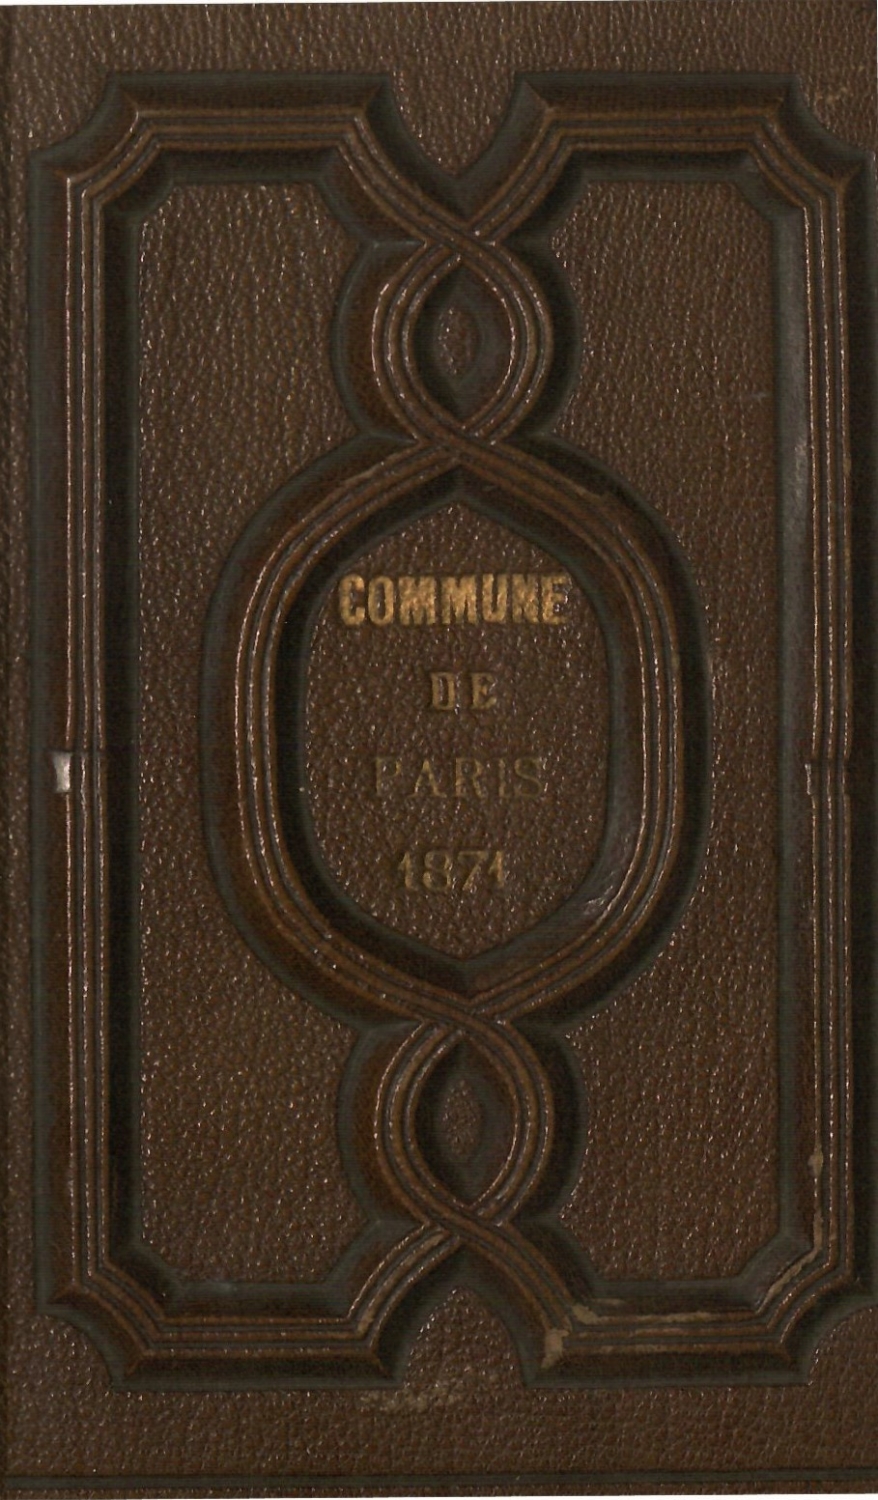 COMMUNE
DE
PARIS
1871